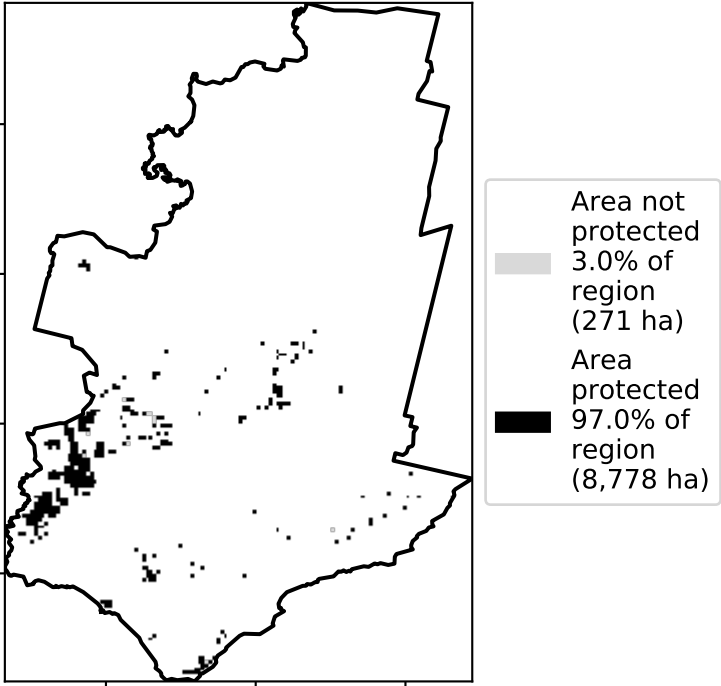 Area not
protected
3.0% of
region
(271 ha)
Area
protected
97.0% of
region
(8,778 ha)